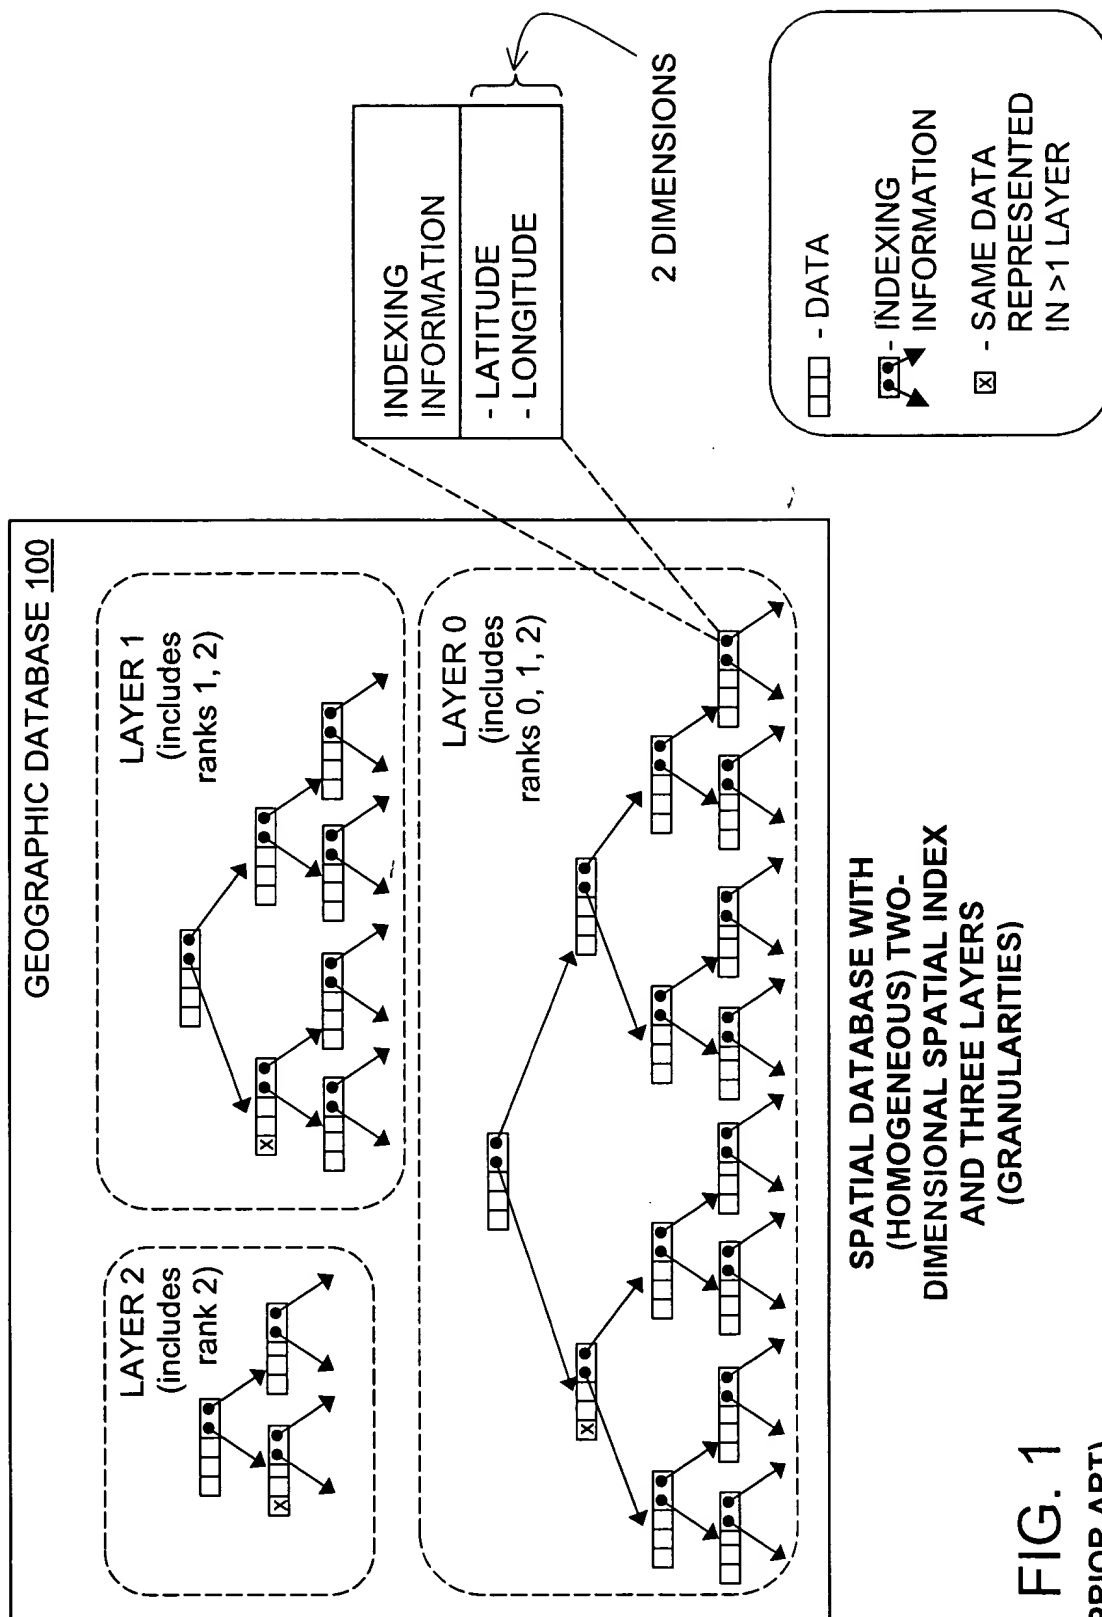 GEOGRAPHIC DATABASE 100
LAYER 2
(includes
rank 2)
LAYER 1
(includes
ranks 1, 2)
LAYER 0
(includes
ranks 0, 1, 2)
X
X
X
INDEXING
INFORMATION
- LATITUDE
- LONGITUDE
2 DIMENSIONS
- DATA
- INDEXING
INFORMATION
X
- SAME DATA
REPRESENTED
IN >1 LAYER
SPATIAL DATABASE WITH
(HOMOGENEOUS) TWO-
DIMENSIONAL SPATIAL INDEX
AND THREE LAYERS
(GRANULARITIES)
FIG. 1
PRIOR ART)